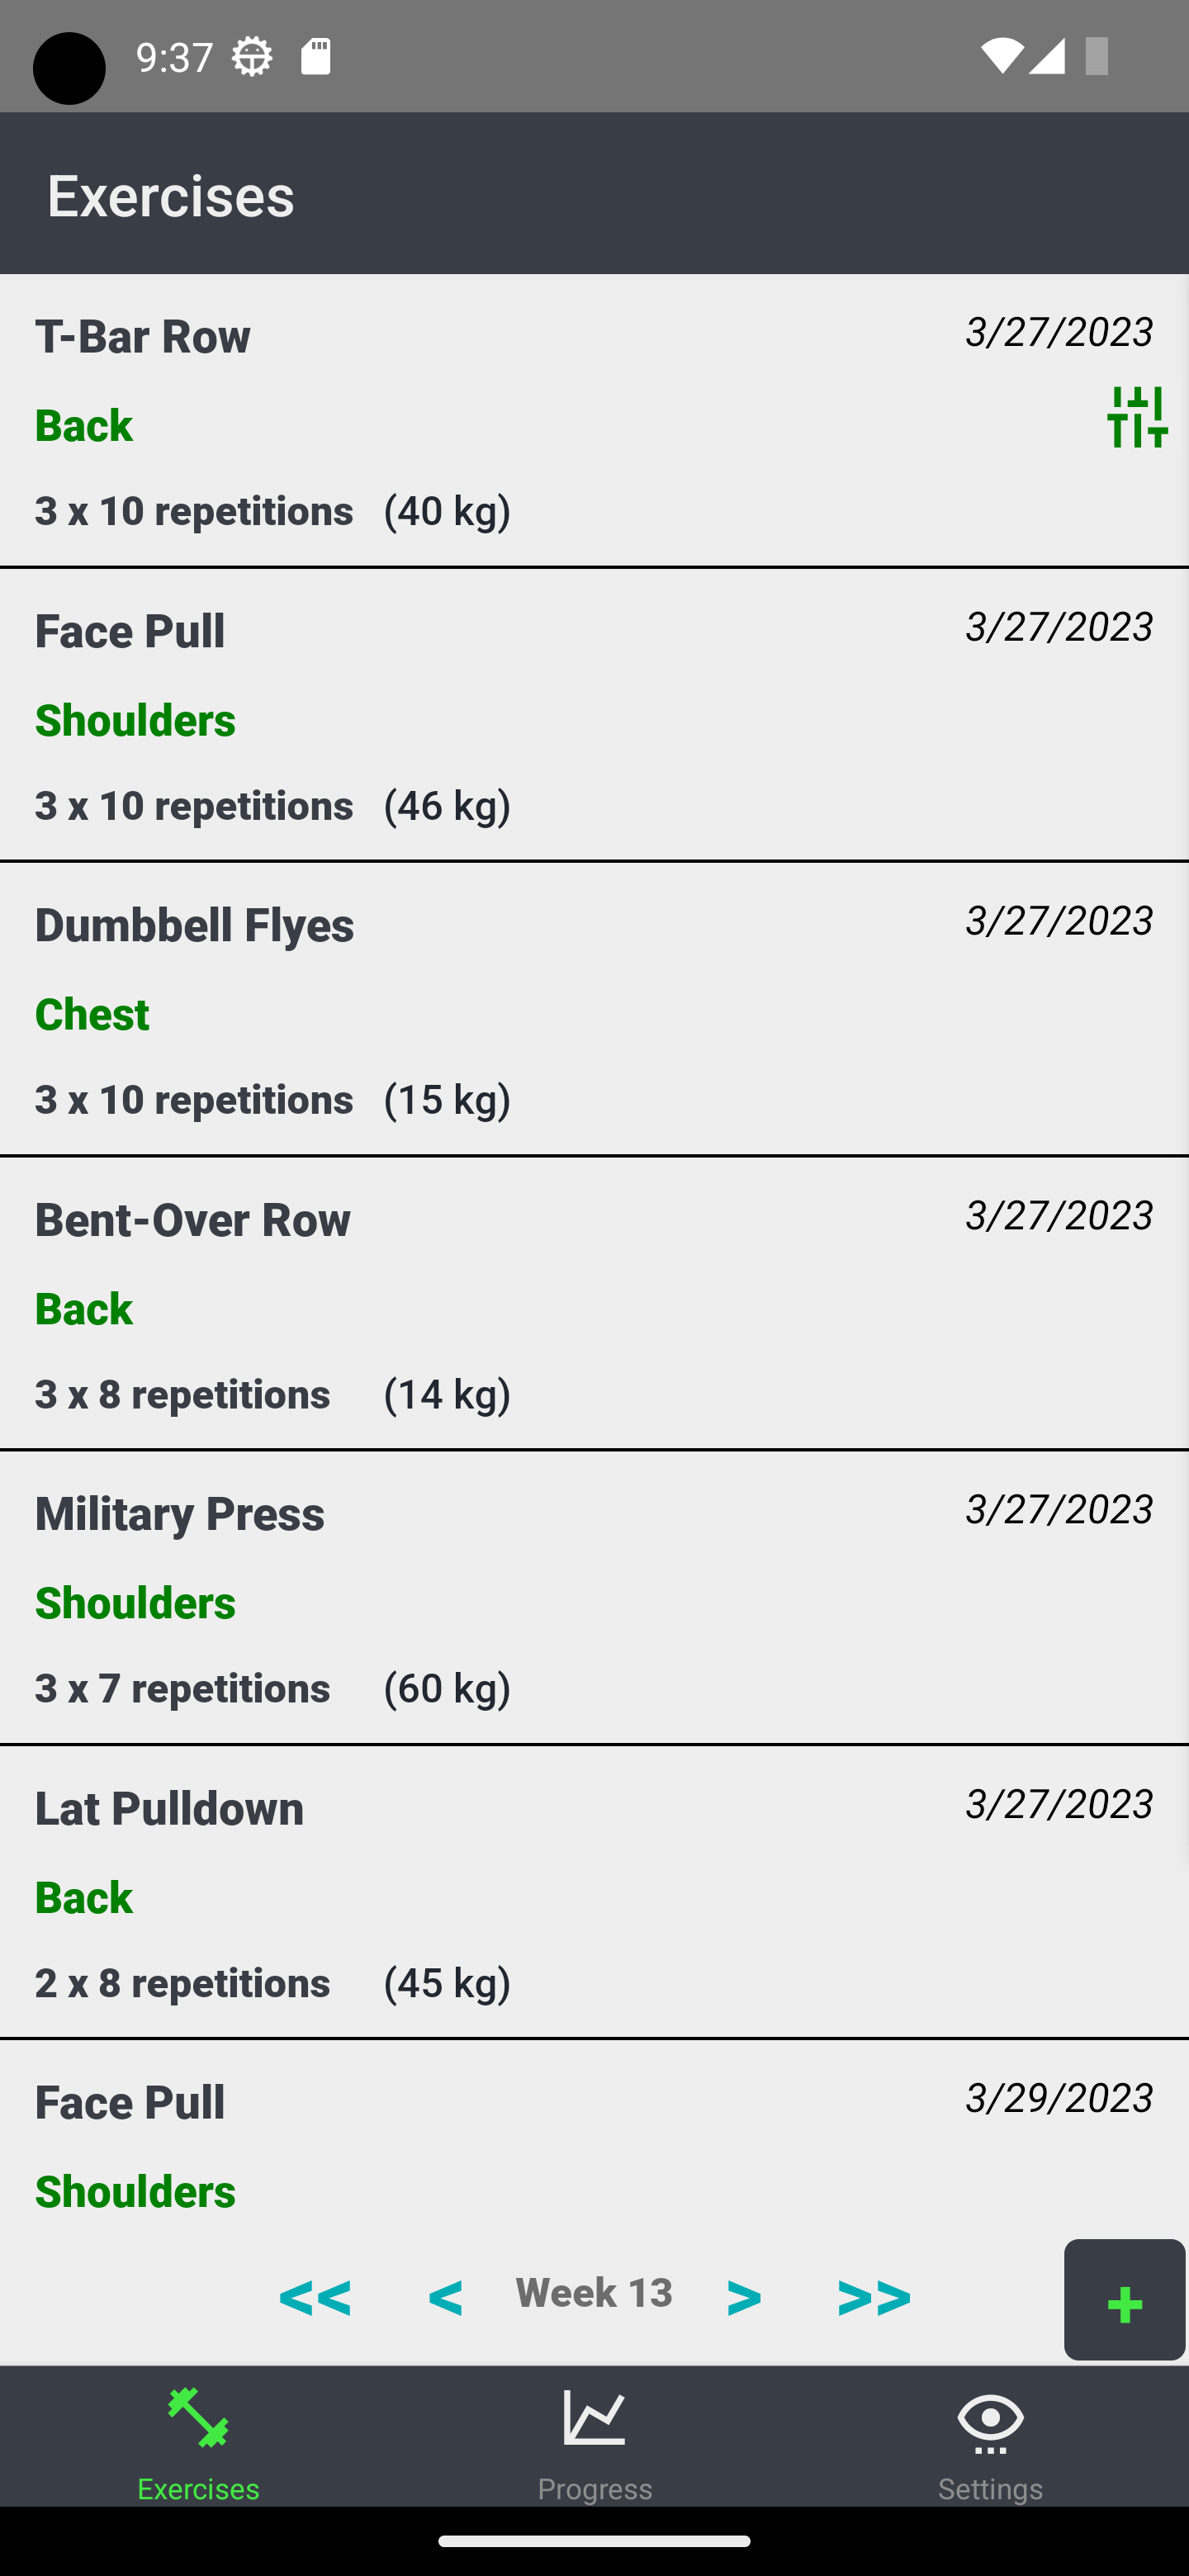 9:37
Exercises
T-Bar Row 3/27/2023
Back
3 x 10 repetitions (40 kg)
Face Pull 3/27/2023
Shoulders
3 x 10 repetitions (46 kg)
Dumbbell Flyes 3/27/2023
Chest
3 x 10 repetitions (15 kg)
Bent-Over Row 3/27/2023
Back
3 x 8 repetitions (14 kg)
Military Press 3/27/2023
Shoulders
3 x 7 repetitions (60 kg)
Lat Pulldown 3/27/2023
Back
2 x 8 repetitions (45 kg)
Face Pull 3/29/2023
Shoulders
<< < Week 13 > >> +
Exercises Progress Settings